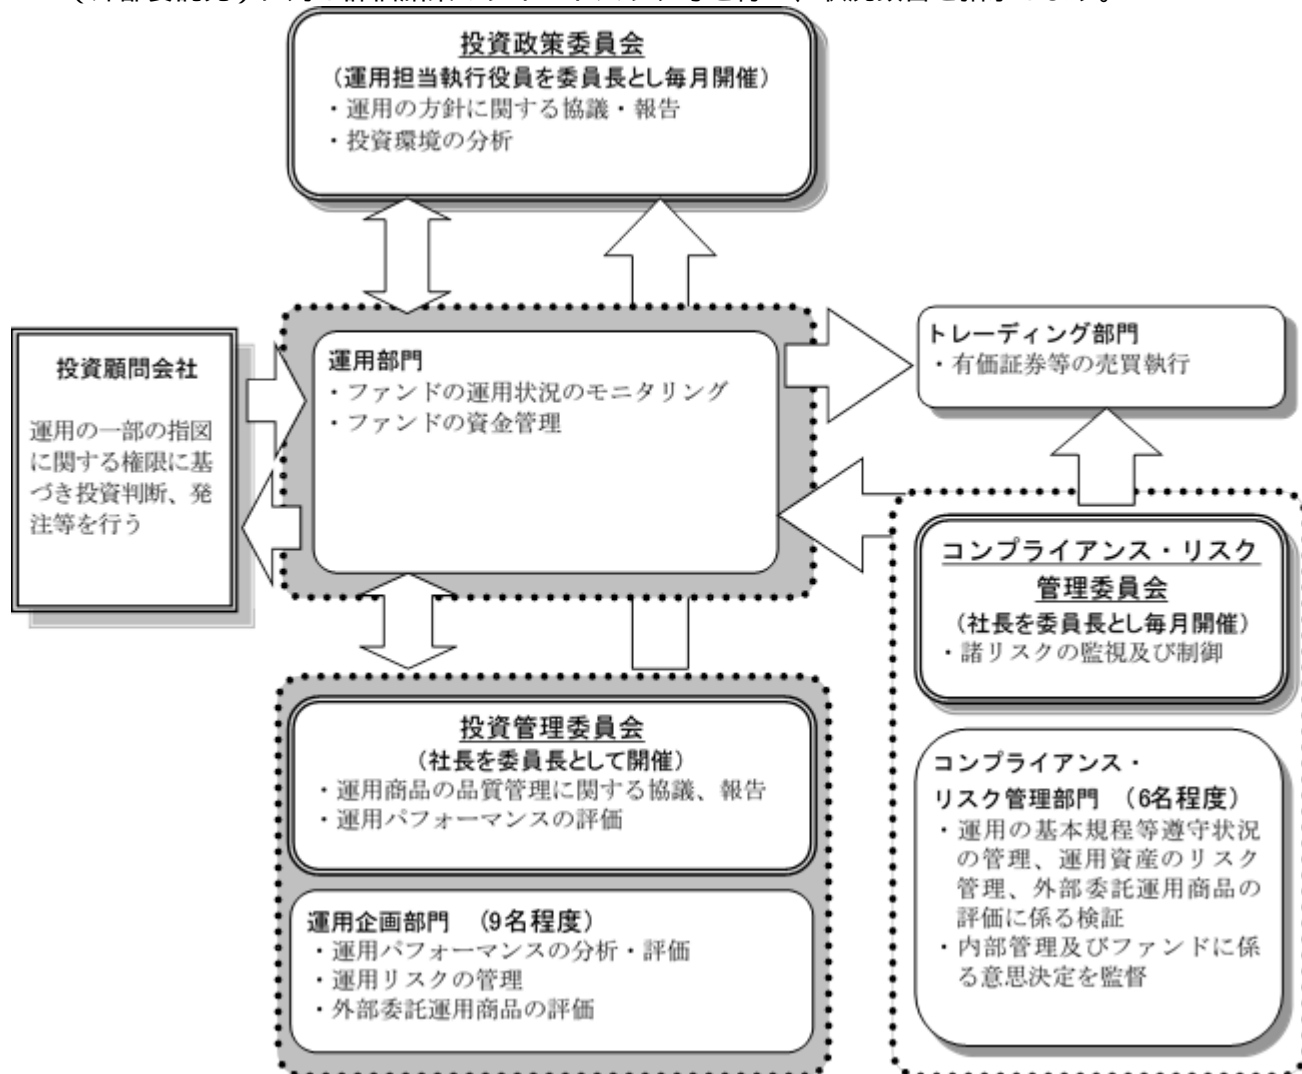 投資政策委員会
(運用担当執行役員を委員長とし毎月開催)
・運用の方針に関する協議・報告
・投資環境の分析
投資顧問会社
運用の一部の指図
に関する権限に基
づき投資判断、発
注等を行う
運用部門
・ファンドの運用状況のモニタリング
・ファンドの資金管理
トレーディング部門
・有価証券等の売買執行
コンプライアンス・リスク
管理委員会
(社長を委員長とし毎月開催)
・諸リスクの監視及び制御
投資管理委員会
(社長を委員長として開催)
・運用商品の品質管理に関する協議、報告
・運用パフォーマンスの評価
運用企画部門 (9名程度)
・運用パフォーマンスの分析・評価
・運用リスクの管理
・外部委託運用商品の評価
コンプライアンス・
リスク管理部門 (6名程度)
・運用の基本規程等遵守状況
の管理、運用資産のリスク
管理、外部委託運用商品の
評価に係る検証
・内部管理及びファンドに係
る意思決定を監督